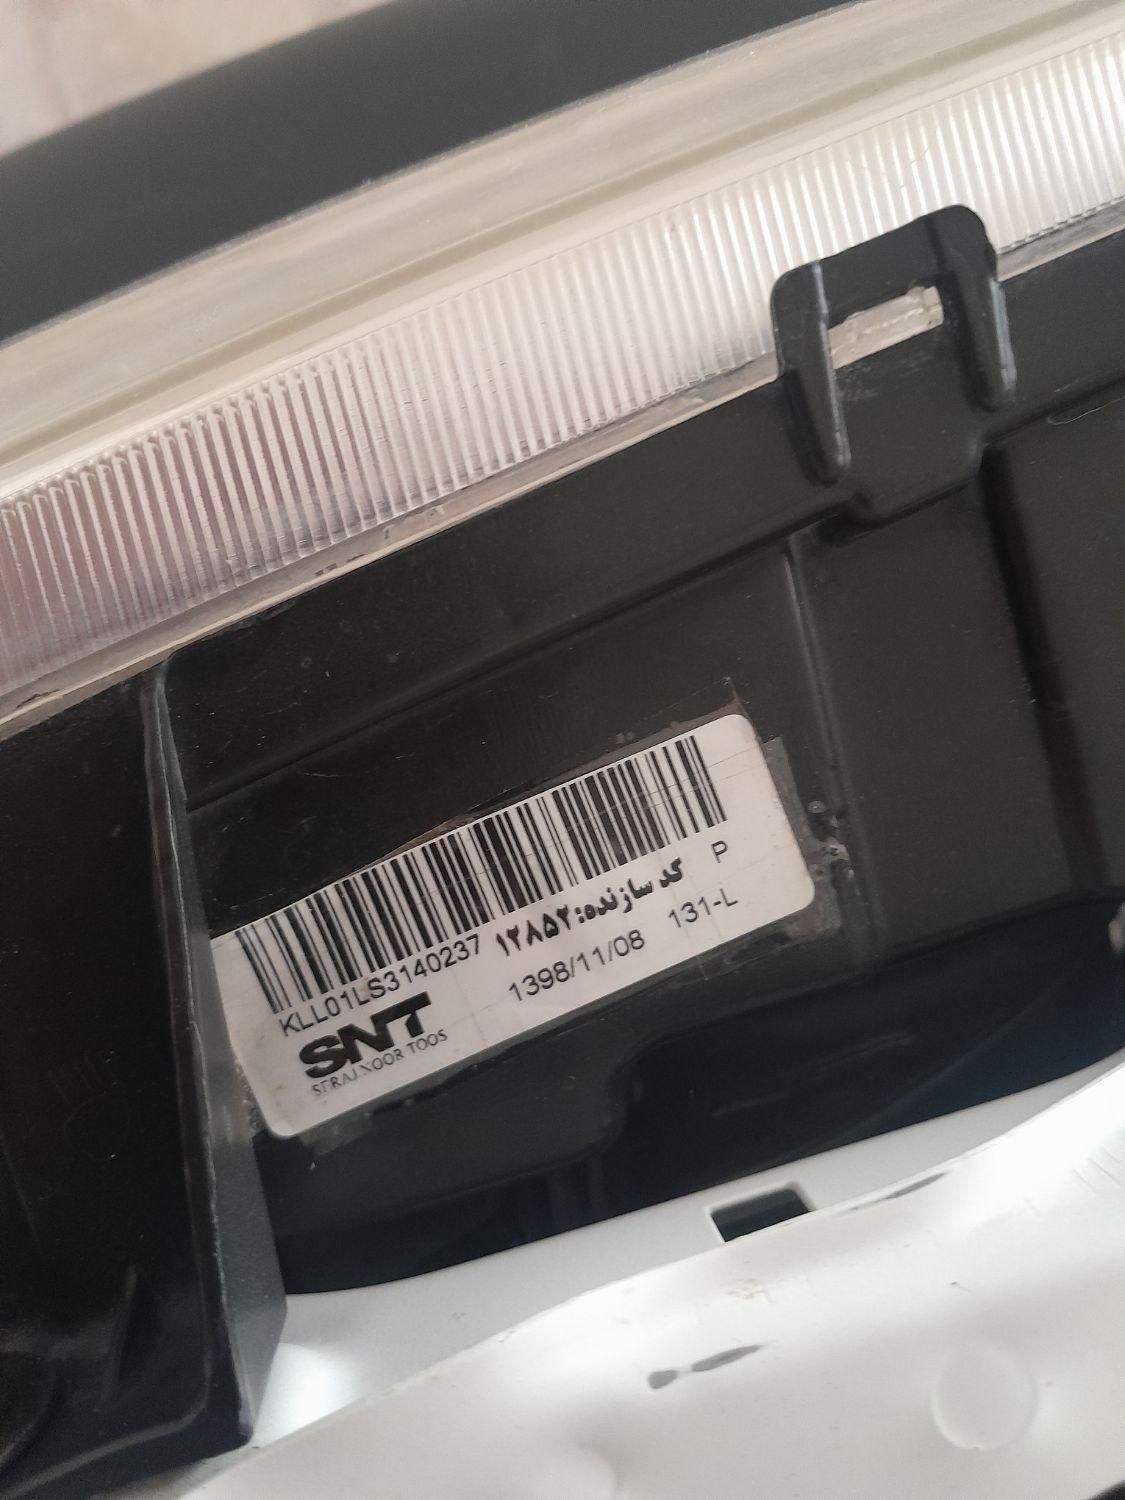 KLL01LS3140237
کد سازنده: ۱۲۸۵۲ P
1398/11/08 131-L
SNT
SERAJ NOOR TOOS